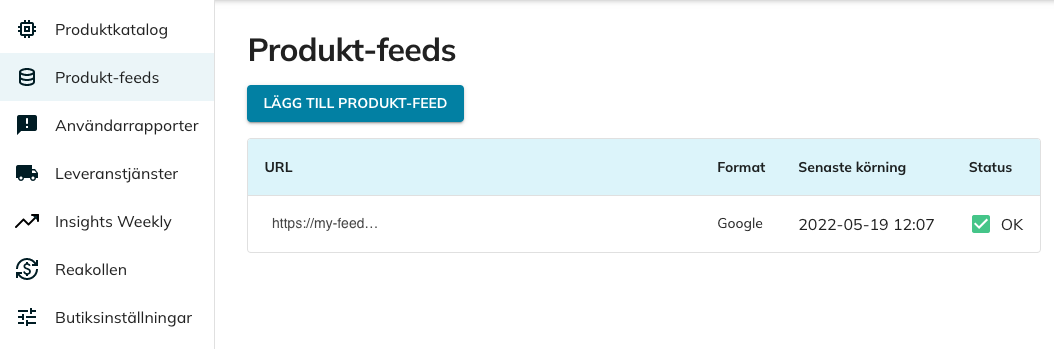 Produktkatalog
Produkt-feeds
Användarrapporter
Leveranstjänster
Insights Weekly
Reakollen
Butiksinställningar
Produkt-feeds
LÄGG TILL PRODUKT-FEED
URL Format Senaste körning Status
https://my-feed... Google 2022-05-19 12:07 OK